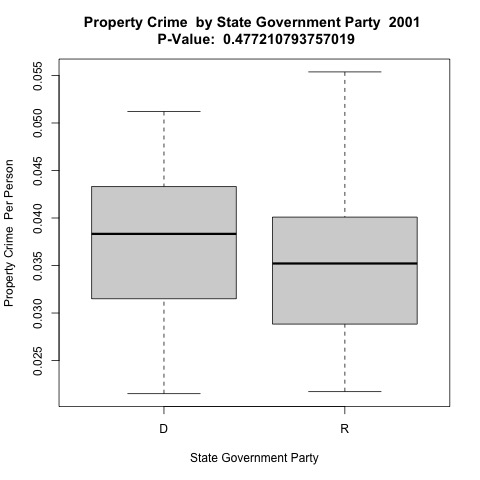 Property Crime  by State Government Party  2001
P-Value:  0.477210793757019
Property Crime  Per Person
0.055
0.050
0.045
0.040
0.035
0.030
0.025
D
R
State Government Party